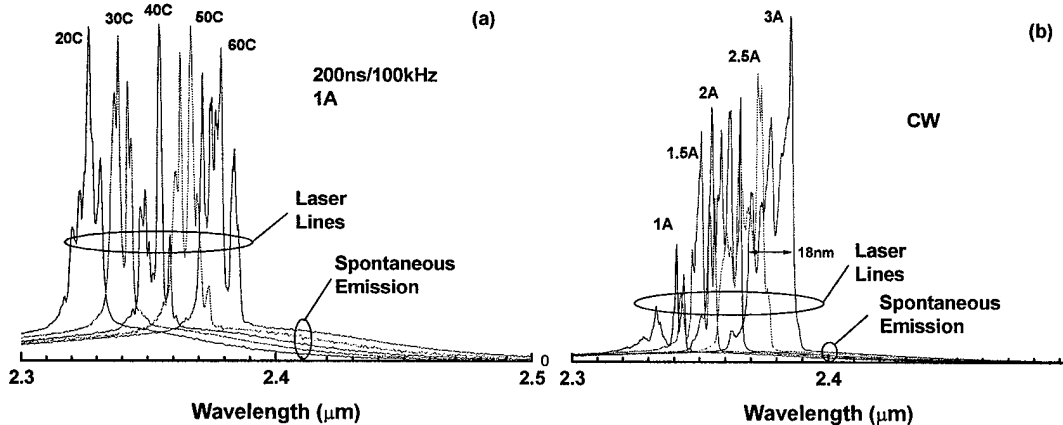 (a)
20C 30C 40C 50C 60C
200ns/100kHz
1A
Laser
Lines
Spontaneous
Emission
0
2.3 2.4 2.5
Wavelength (μm)
(b)
3A
2.5A
2A
1.5A
1A
CW
18nm
Laser
Lines
Spontaneous
Emission
2.3 2.4
Wavelength (μm)